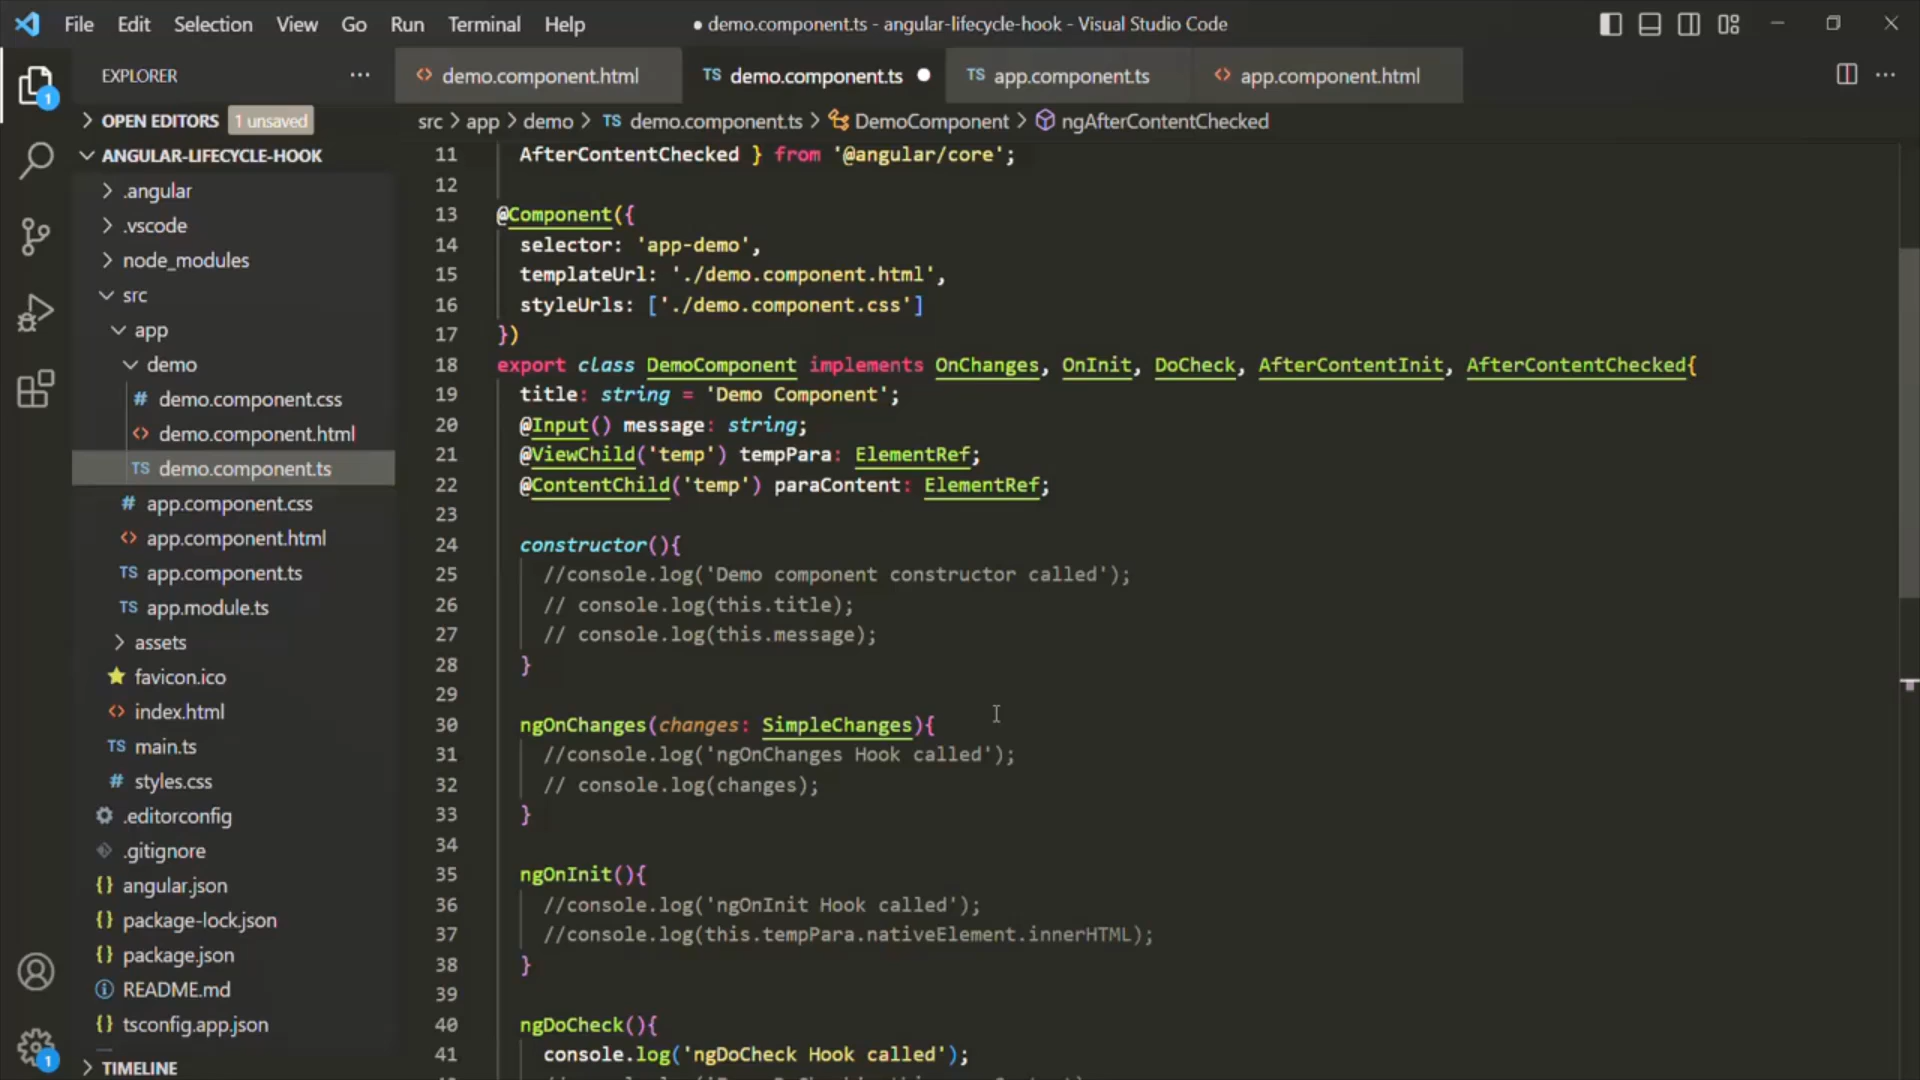 File Edit Selection View Go Run Terminal Help
● demo.component.ts - angular-lifecycle-hook - Visual Studio Code
EXPLORER
demo.component.html
TS demo.component.ts
TS app.component.ts
app.component.html
OPEN EDITORS 1 unsaved
src > app > demo > TS demo.component.ts > DemoComponent > ngAfterContentChecked
ANGULAR-LIFECYCLE-HOOK
.angular
.vscode
node_modules
src
app
demo
# demo.component.css
<> demo.component.html
TS demo.component.ts
# app.component.css
<> app.component.html
TS app.component.ts
TS app.module.ts
assets
favicon.ico
<> index.html
TS main.ts
# styles.css
.editorconfig
.gitignore
{} angular.json
{} package-lock.json
{} package.json
README.md
{} tsconfig.app.json
TIMELINE
1
1
11 AfterContentChecked } from '@angular/core';
12
13 @Component({
14 selector: 'app-demo',
15 templateUrl: './demo.component.html',
16 styleUrls: ['./demo.component.css']
17 })
18 export class DemoComponent implements OnChanges, OnInit, DoCheck, AfterContentInit, AfterContentChecked{
19 title: string = 'Demo Component';
20 @Input() message: string;
21 @ViewChild('temp') tempPara: ElementRef;
22 @ContentChild('temp') paraContent: ElementRef;
23
24 constructor(){
25 //console.log('Demo component constructor called');
26 // console.log(this.title);
27 // console.log(this.message);
28 }
29
30 ngOnChanges(changes: SimpleChanges){
31 //console.log('ngOnChanges Hook called');
32 // console.log(changes);
33 }
34
35 ngOnInit(){
36 //console.log('ngOnInit Hook called');
37 //console.log(this.tempPara.nativeElement.innerHTML);
38 }
39
40 ngDoCheck(){
41 console.log('ngDoCheck Hook called');